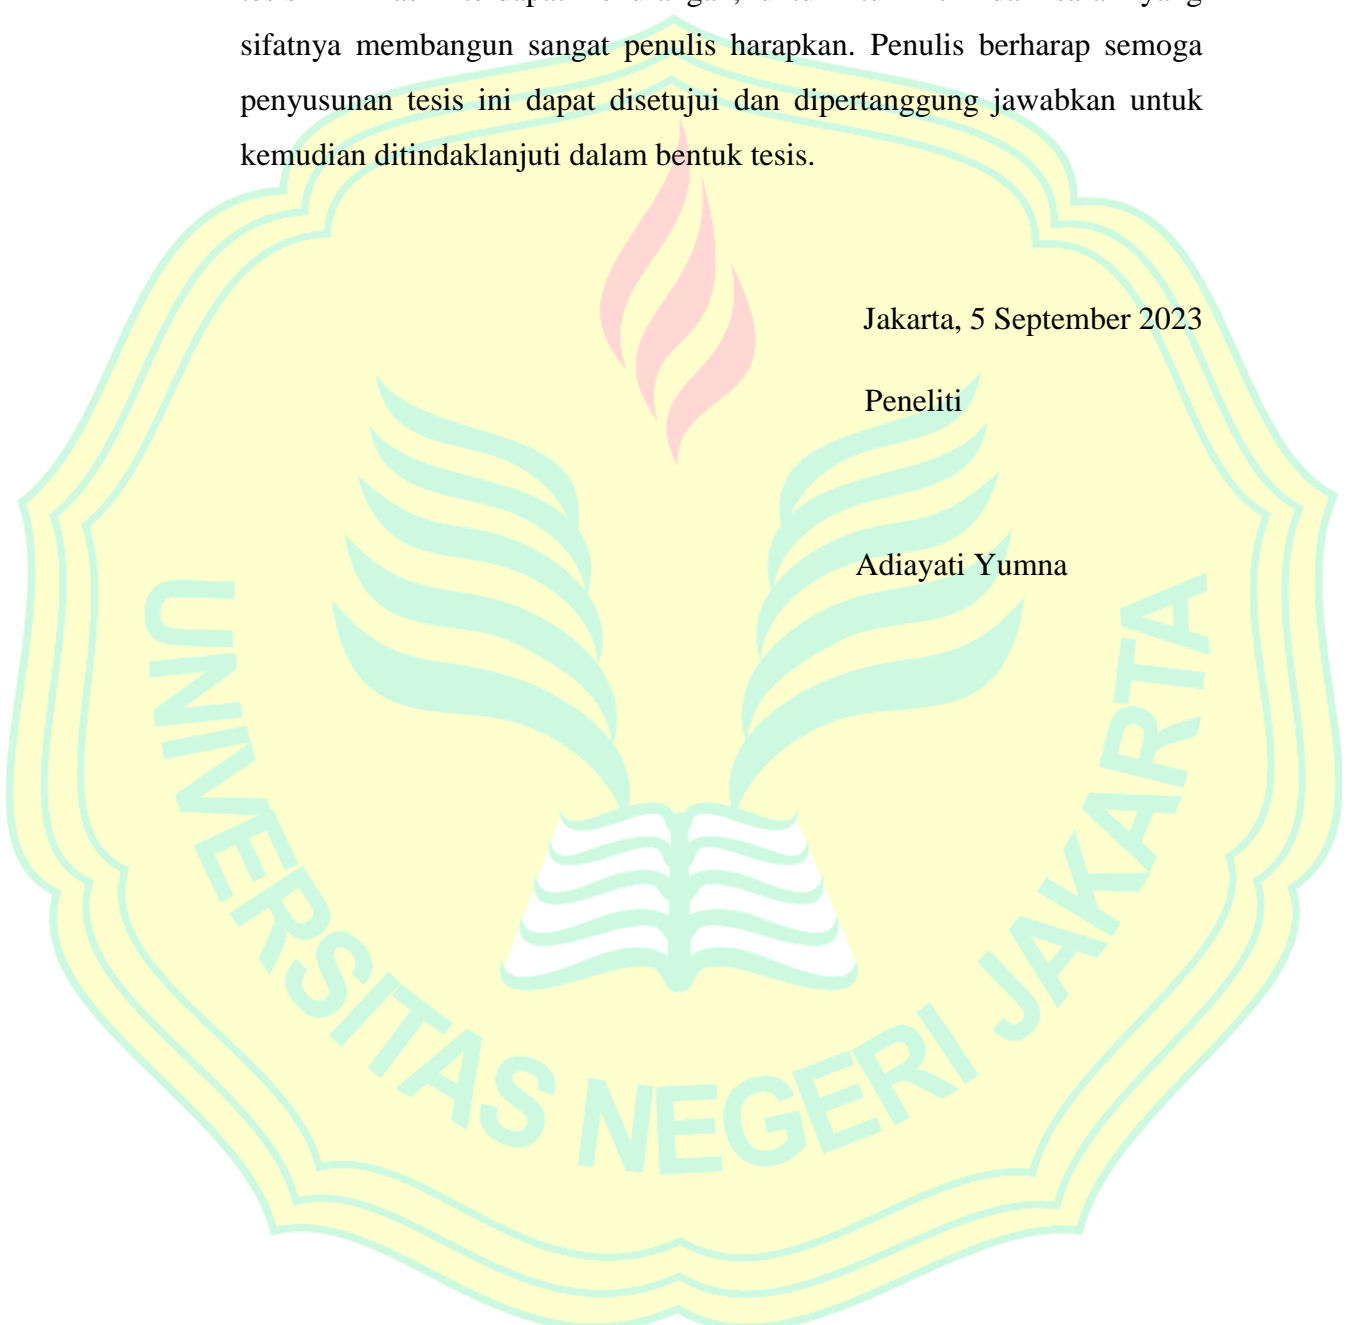 sifatnya membangun sangat penulis harapkan. Penulis berharap semoga
penyusunan tesis ini dapat disetujui dan dipertanggung jawabkan untuk
kemudian ditindaklanjuti dalam bentuk tesis.
Jakarta, 5 September 2023
Peneliti
Adiayati Yumna
UNIVERSITAS NEGERI JAKARTA